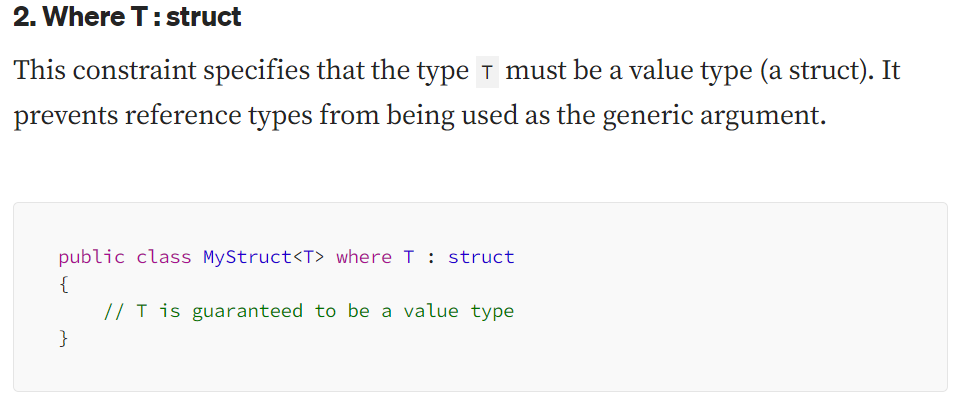 2. Where T : struct
This constraint specifies that the type T must be a value type (a struct). It
prevents reference types from being used as the generic argument.
public class MyStruct<T> where T : struct
{
    // T is guaranteed to be a value type
}